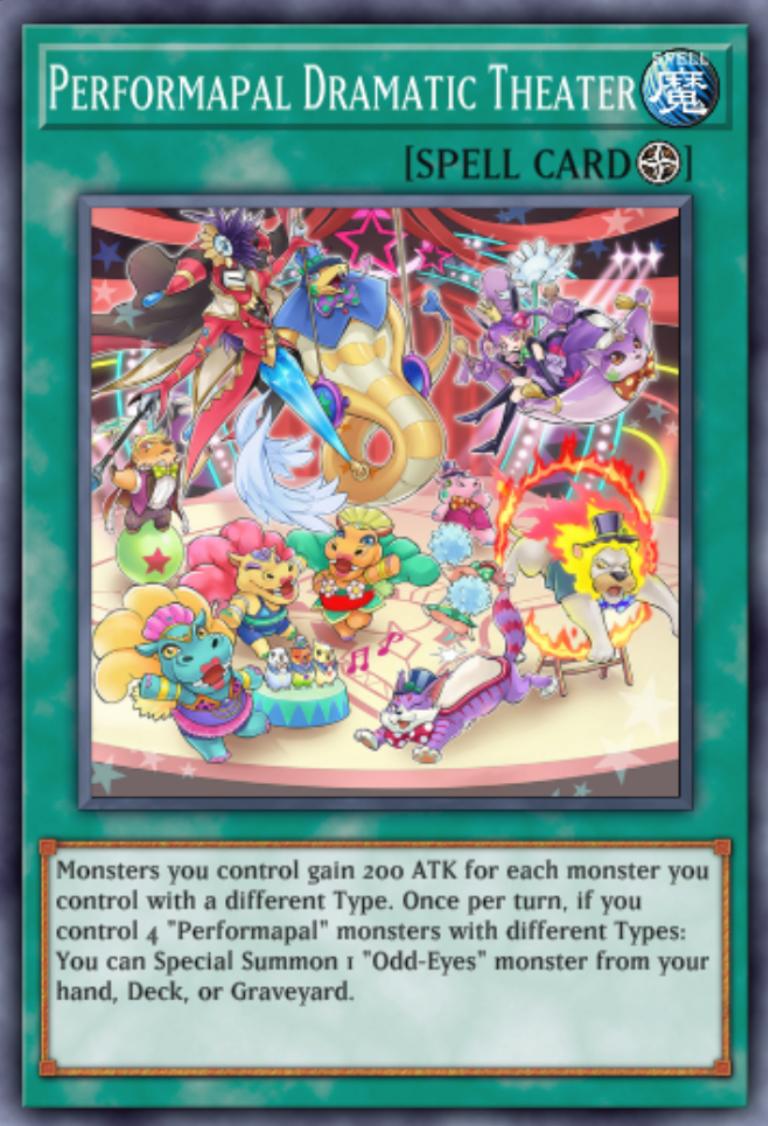 Performapal Dramatic Theater
SPELL
魔
[SPELL CARD]
Monsters you control gain 200 ATK for each monster you
control with a different Type. Once per turn, if you
control 4 "Performapal" monsters with different Types:
You can Special Summon 1 "Odd-Eyes" monster from your
hand, Deck, or Graveyard.